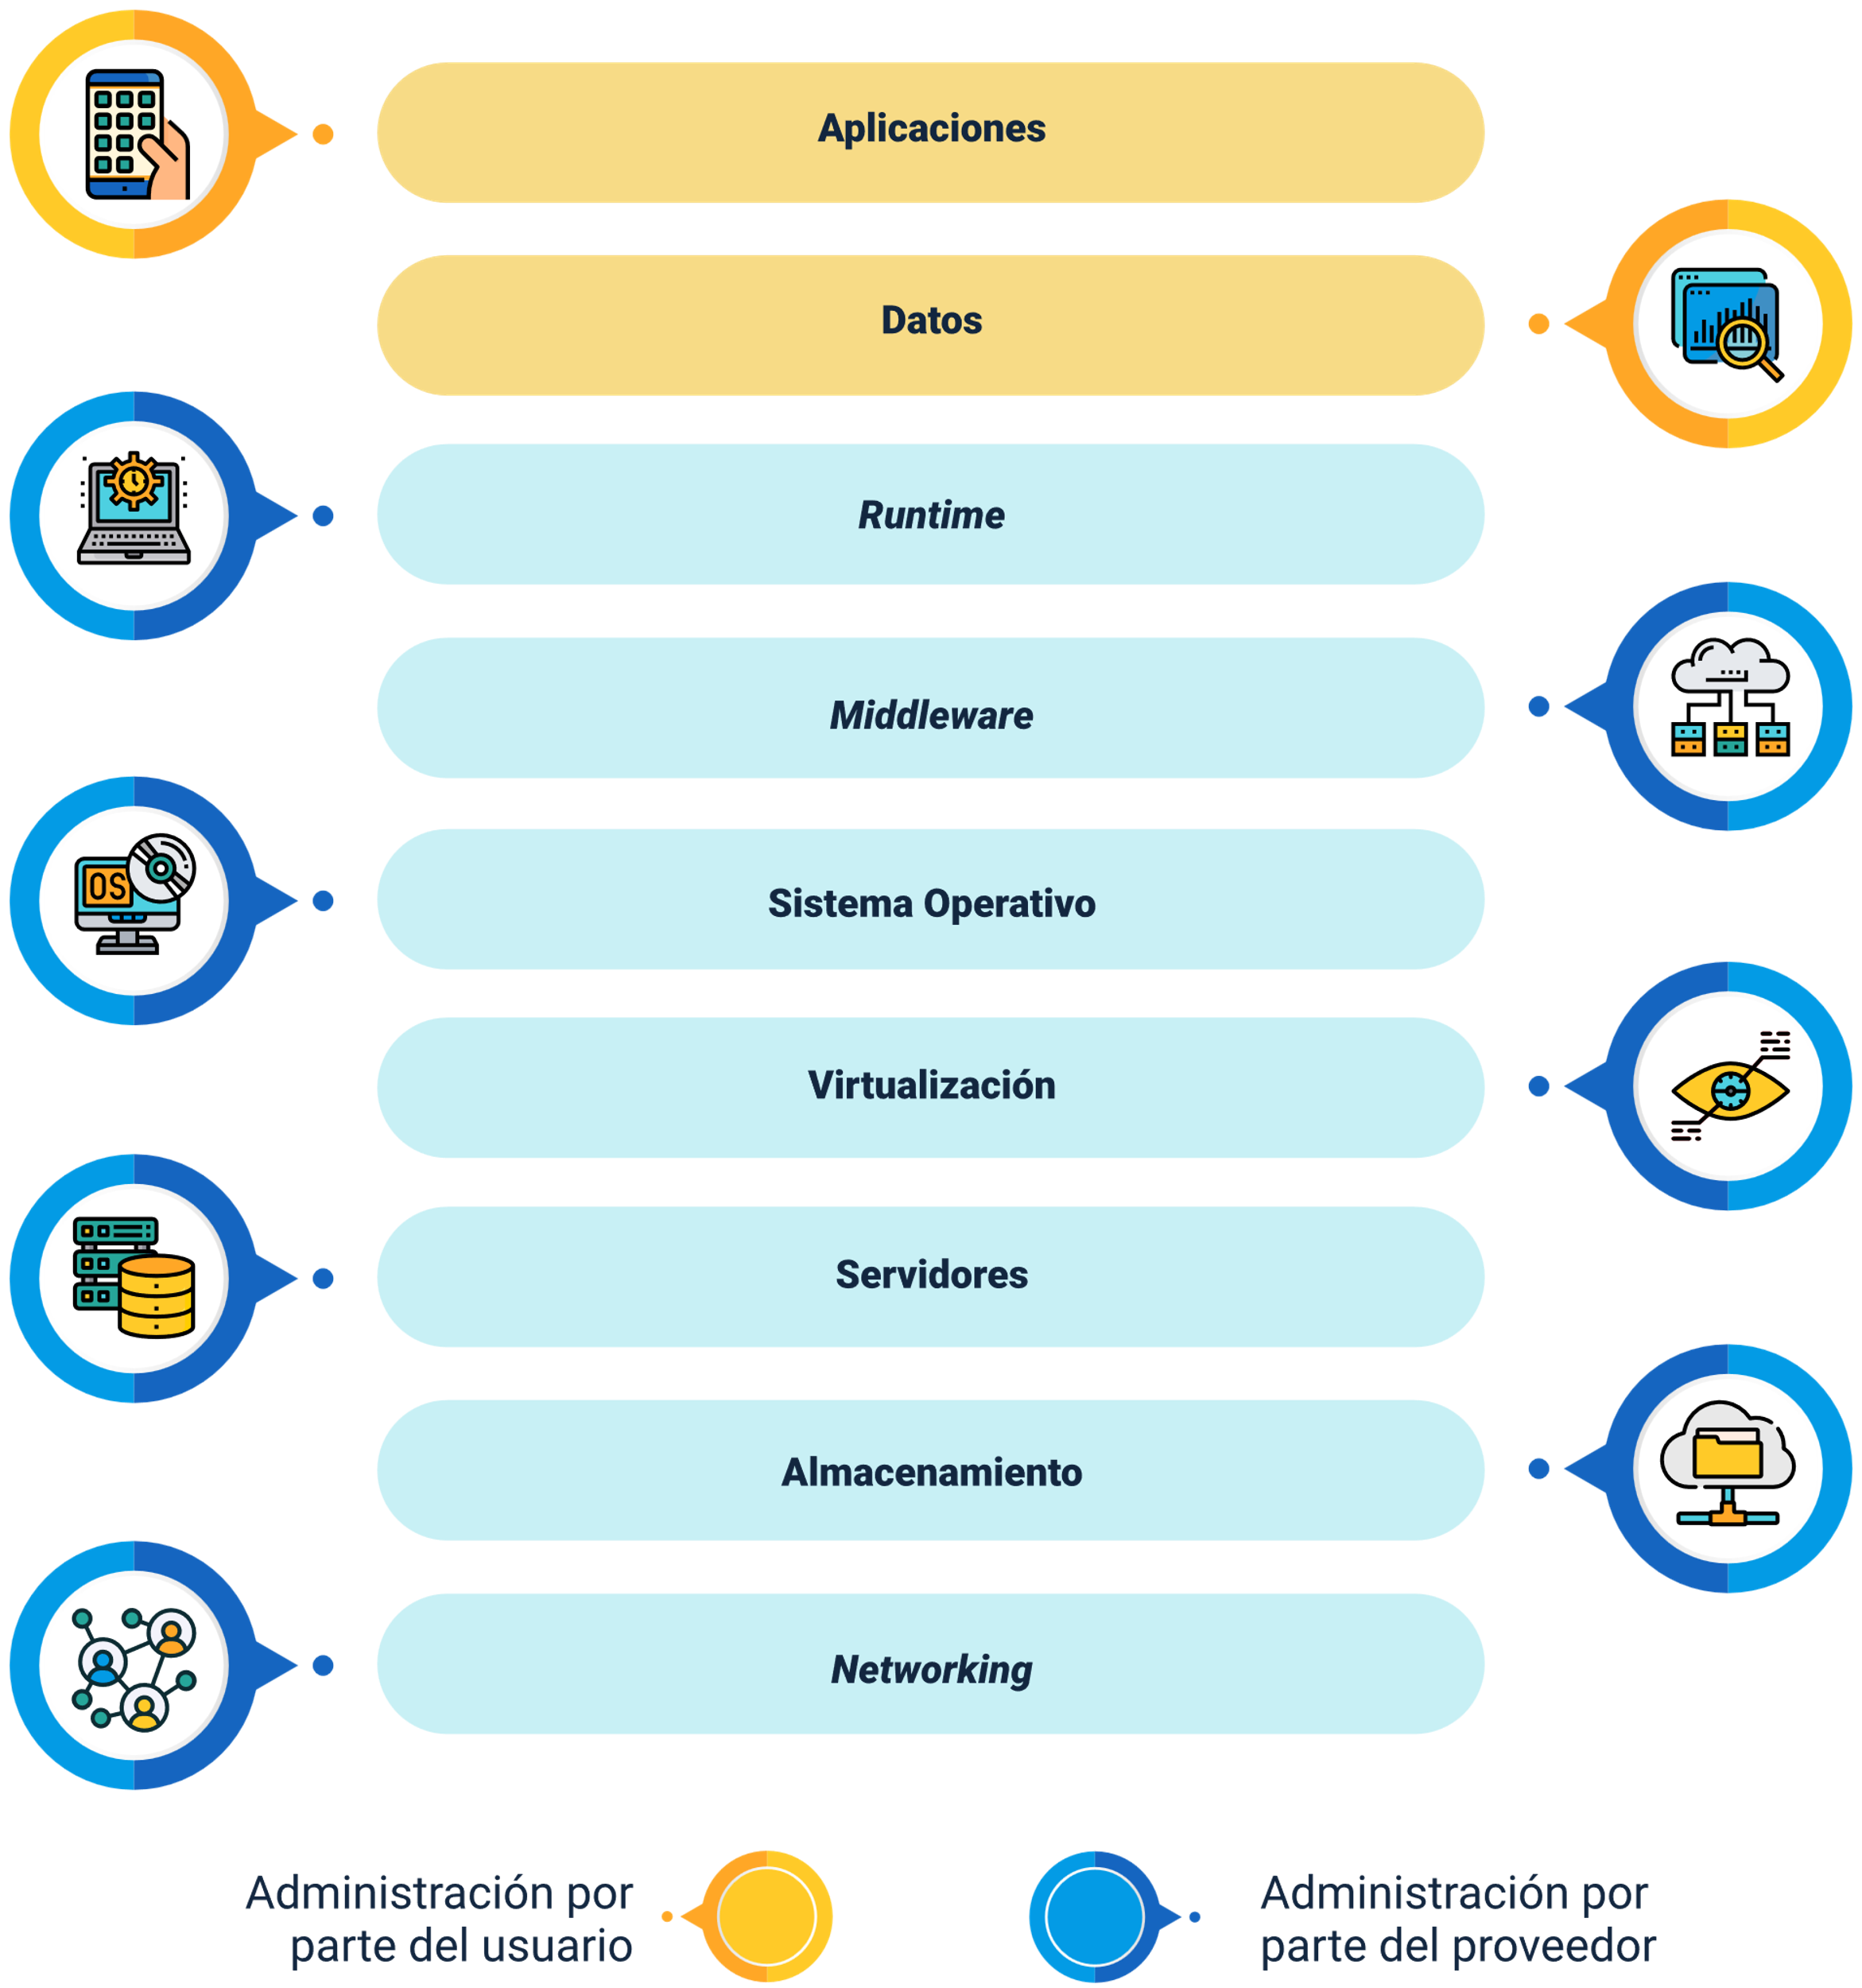 Aplicaciones
Datos
Runtime
Middleware
OS
Sistema Operativo
Virtualización
Servidores
Almacenamiento
Networking
Administración por
parte del usuario
Administración por
parte del proveedor